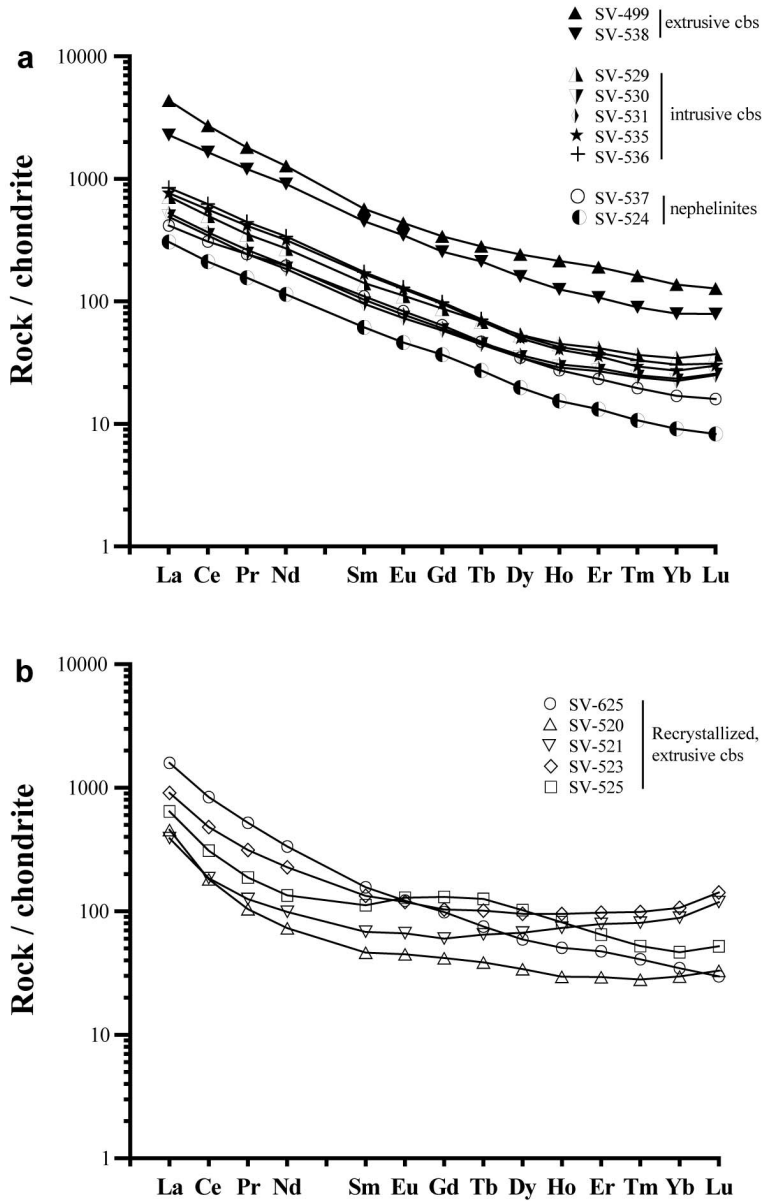 a
SV-499
SV-538
extrusive cbs
SV-529
SV-530
SV-531
SV-535
SV-536
intrusive cbs
SV-537
SV-524
nephelinites
Rock / chondrite
10000
1000
100
10
1
La Ce Pr Nd Sm Eu Gd Tb Dy Ho Er Tm Yb Lu
b
SV-625
SV-520
SV-521
SV-523
SV-525
Recrystallized,
extrusive cbs
Rock / chondrite
10000
1000
100
10
1
La Ce Pr Nd Sm Eu Gd Tb Dy Ho Er Tm Yb Lu